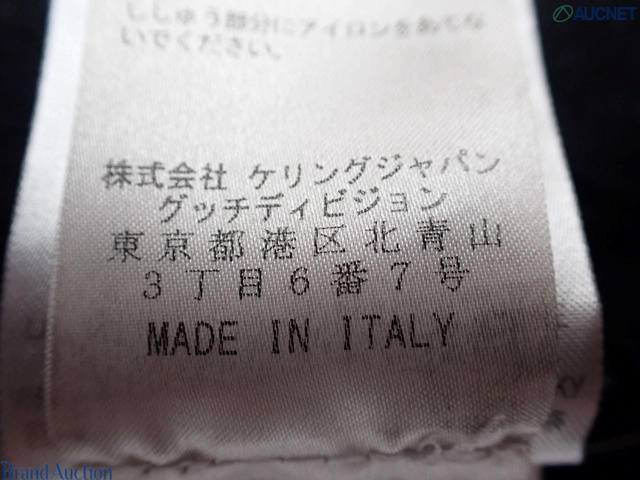 AUCNET
ししゅう部分にアイロンをあてな
いでください。
株式会社 ケリングジャパン
グッチディビジョン
東京都港区北青山
3丁目6番7号
MADE IN ITALY
Brand Auction